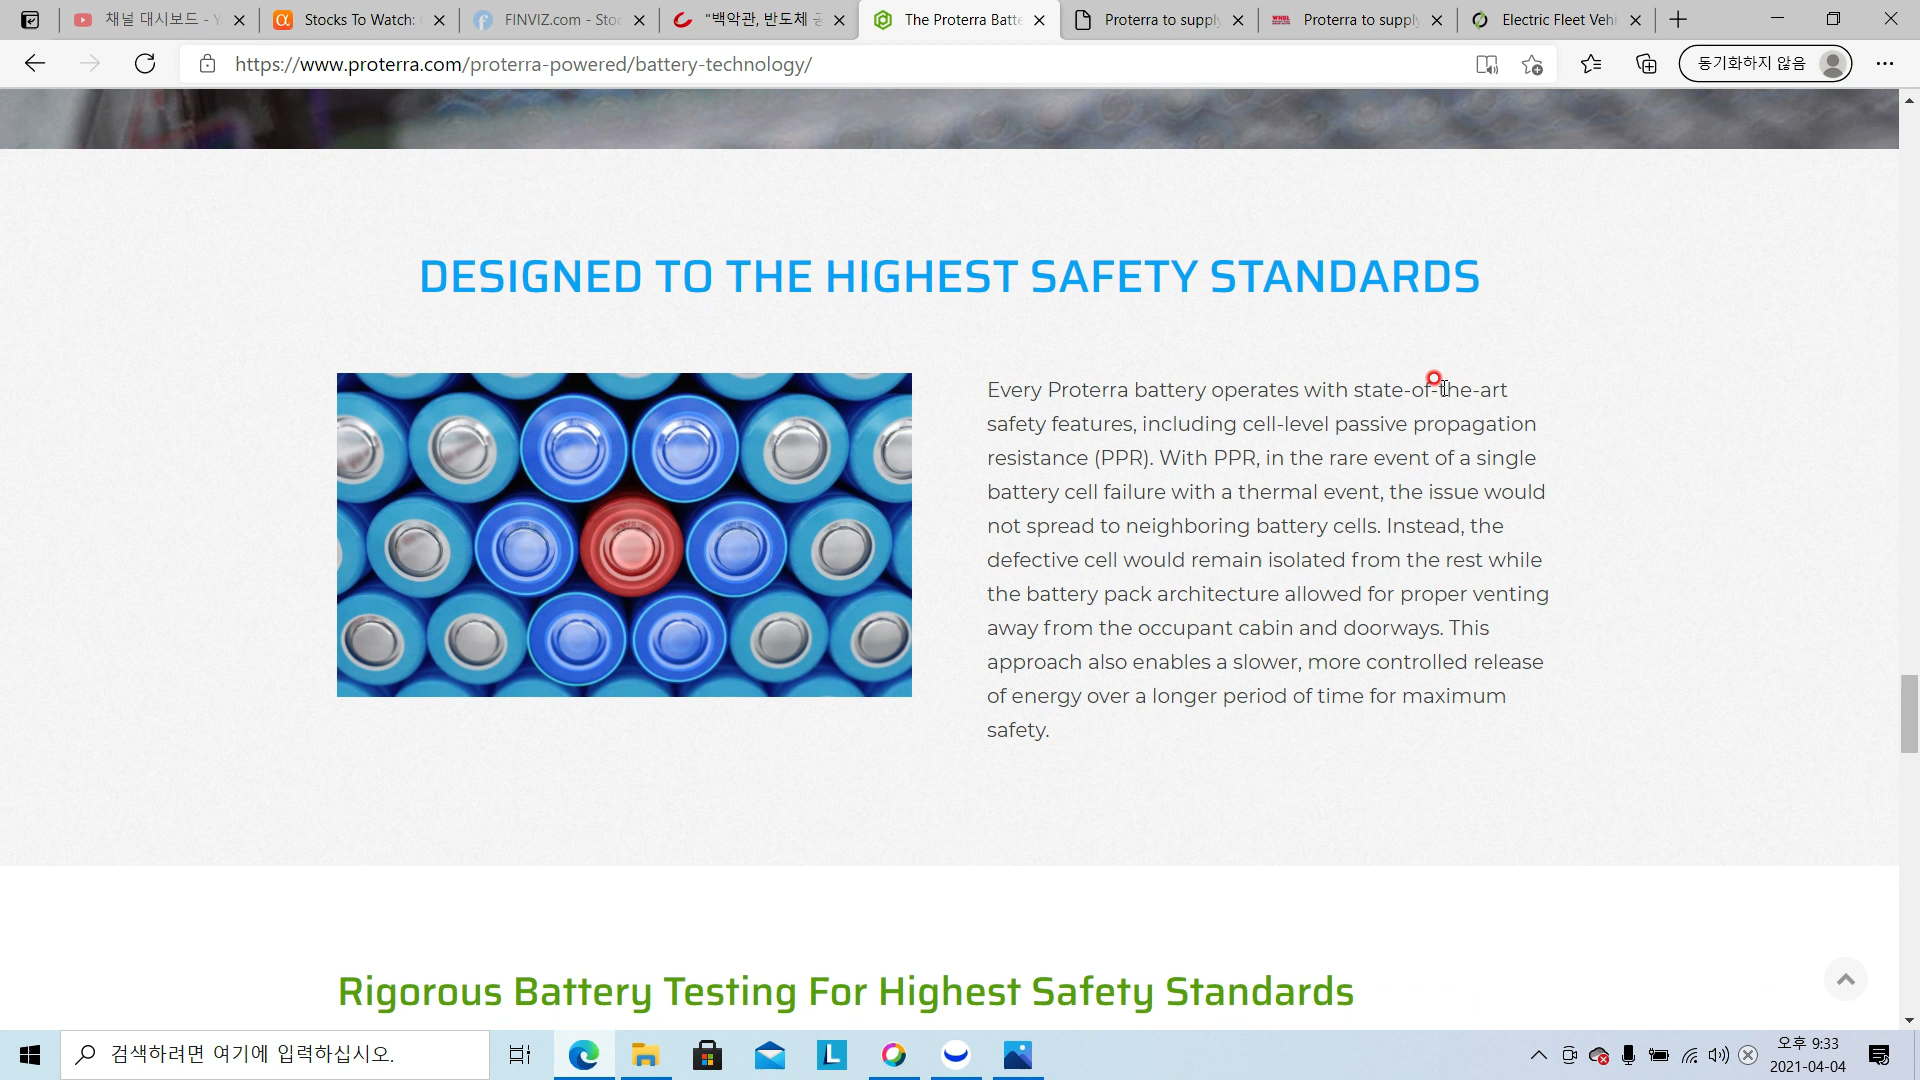 채널 대시보드 - Y
Stocks To Watch:
FINVIZ.com - Stoc
"백악관, 반도체 공
The Proterra Batte
Proterra to supply
WHBL
Proterra to supply
Electric Fleet Vehi
https://www.proterra.com/proterra-powered/battery-technology/
동기화하지 않음
DESIGNED TO THE HIGHEST SAFETY STANDARDS
Every Proterra battery operates with state-of-the-art
safety features, including cell-level passive propagation
resistance (PPR). With PPR, in the rare event of a single
battery cell failure with a thermal event, the issue would
not spread to neighboring battery cells. Instead, the
defective cell would remain isolated from the rest while
the battery pack architecture allowed for proper venting
away from the occupant cabin and doorways. This
approach also enables a slower, more controlled release
of energy over a longer period of time for maximum
safety.
Rigorous Battery Testing For Highest Safety Standards
검색하려면 여기에 입력하십시오.
L
오후 9:33
2021-04-04